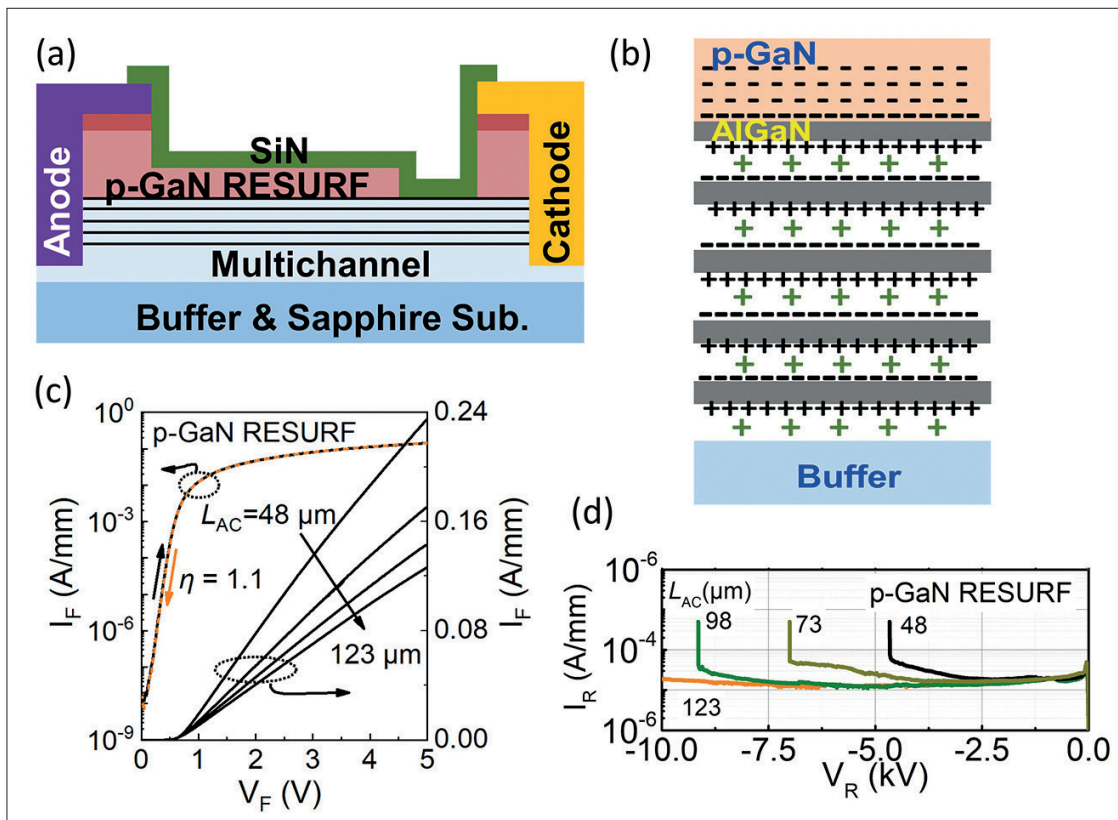 (a)
SiN
p-GaN RESURF
Anode
Cathode
Multichannel
Buffer & Sapphire Sub.
(b)
p-GaN
AlGaN
Buffer
(c)
p-GaN RESURF
L_AC=48 μm
η = 1.1
123 μm
10^0
10^-3
10^-6
10^-9
I_F (A/mm)
0.24
0.16
0.08
0.00
I_F (A/mm)
0 1 2 3 4 5
V_F (V)
(d)
L_AC(μm)
p-GaN RESURF
98
73
48
123
10^-6
10^-4
10^-5
10^-6
I_R (A/mm)
-10.0 -7.5 -5.0 -2.5 0.0
V_R (kV)